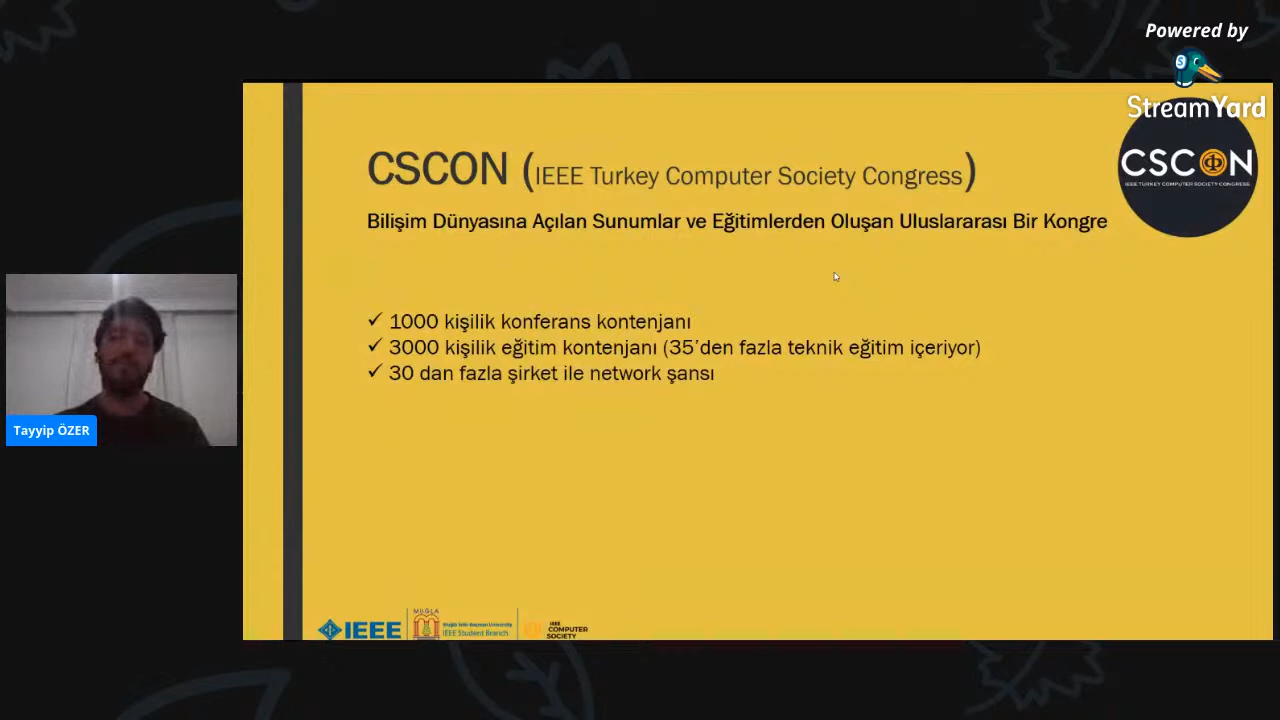 Powered by
StreamYard
CSCON (IEEE Turkey Computer Society Congress)
CSCON
IEEE TURKEY COMPUTER SOCIETY CONGRESS
Bilişim Dünyasına Açılan Sunumlar ve Eğitimlerden Oluşan Uluslararası Bir Kongre
✓ 1000 kişilik konferans kontenjanı
✓ 3000 kişilik eğitim kontenjanı (35’den fazla teknik eğitim içeriyor)
✓ 30 dan fazla şirket ile network şansı
Tayyip ÖZER
IEEE
MUĞLA
Muğla Sıtkı Koçman University
IEEE Student Branch
IEEE
COMPUTER
SOCIETY